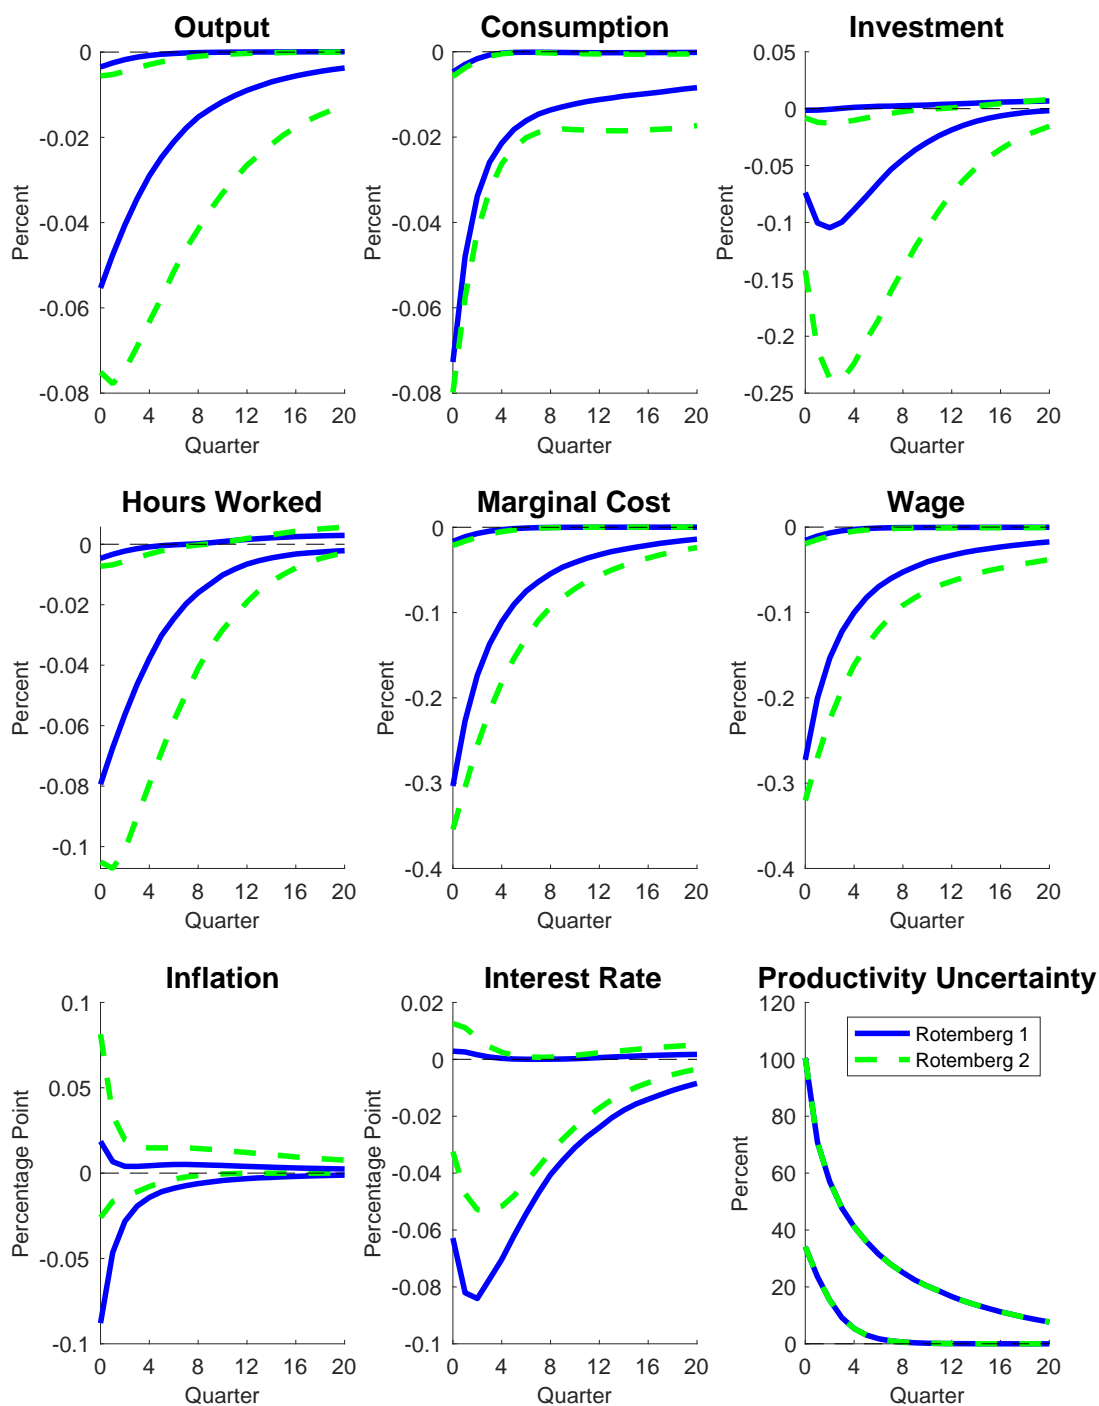 Output
Consumption
Investment
0
-0.02
-0.04
-0.06
-0.08
Percent
0 4 8 12 16 20
Quarter
0
-0.02
-0.04
-0.06
-0.08
Percent
0 4 8 12 16 20
Quarter
0.05
0
-0.05
-0.1
-0.15
-0.2
-0.25
Percent
0 4 8 12 16 20
Quarter
Hours Worked
Marginal Cost
Wage
0
-0.02
-0.04
-0.06
-0.08
-0.1
Percent
0 4 8 12 16 20
Quarter
0
-0.1
-0.2
-0.3
-0.4
Percent
0 4 8 12 16 20
Quarter
0
-0.1
-0.2
-0.3
-0.4
Percent
0 4 8 12 16 20
Quarter
Inflation
Interest Rate
Productivity Uncertainty
0.1
0.05
0
-0.05
-0.1
Percentage Point
0 4 8 12 16 20
Quarter
0.02
0
-0.02
-0.04
-0.06
-0.08
-0.1
Percentage Point
0 4 8 12 16 20
Quarter
120
100
80
60
40
20
0
Percent
Rotemberg 1
Rotemberg 2
0 4 8 12 16 20
Quarter